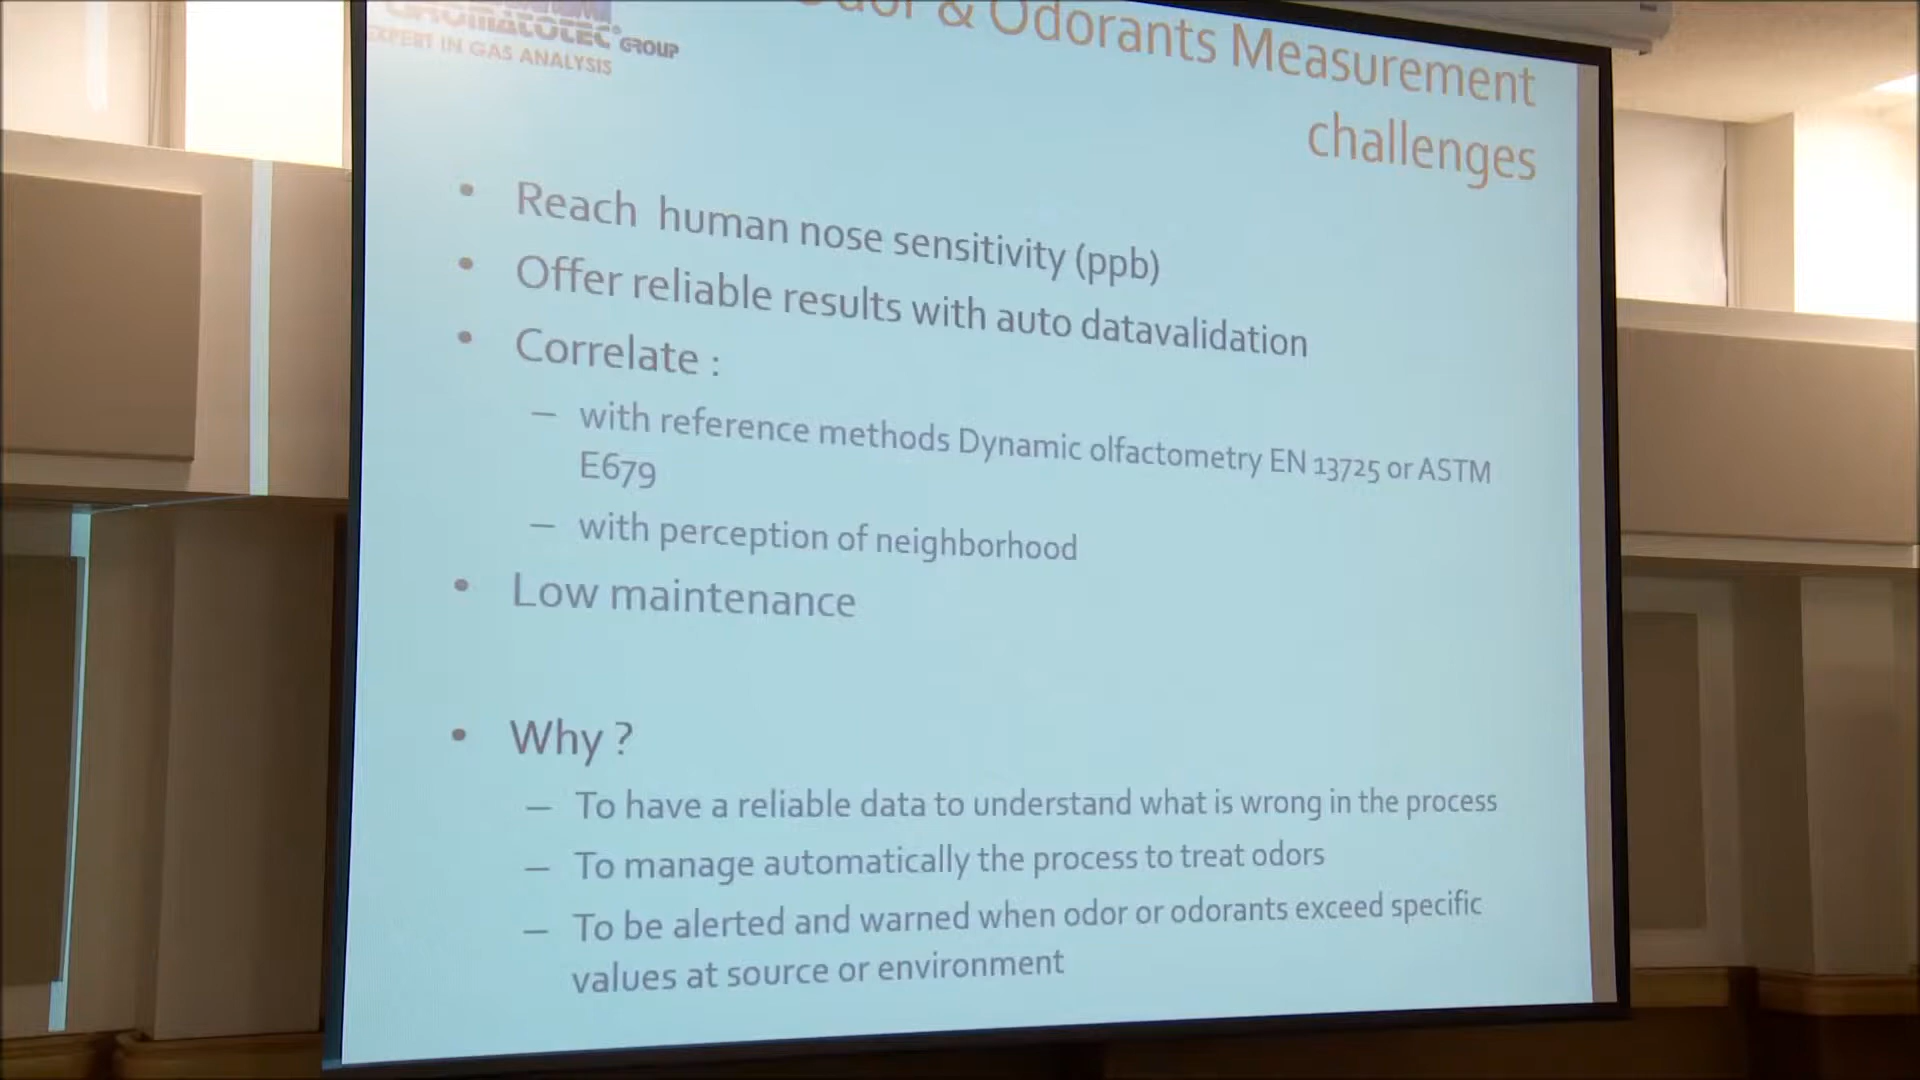 GROUP
EXPERT IN GAS ANALYSIS
& Odorants Measurement
challenges
• Reach human nose sensitivity (ppb)
• Offer reliable results with auto datavalidation
• Correlate :
– with reference methods Dynamic olfactometry EN 13725 or ASTM
E679
– with perception of neighborhood
• Low maintenance
• Why ?
– To have a reliable data to understand what is wrong in the process
– To manage automatically the process to treat odors
– To be alerted and warned when odor or odorants exceed specific
values at source or environment